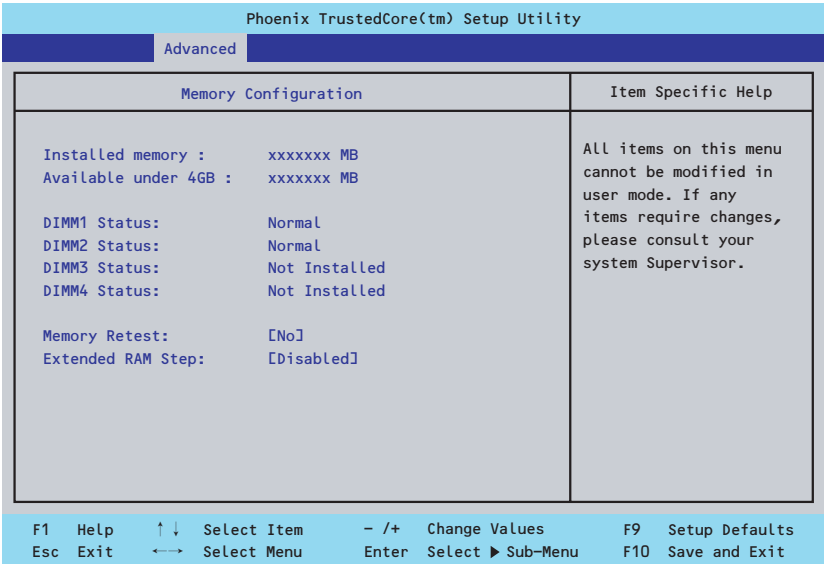 Phoenix TrustedCore(tm) Setup Utility
Advanced
Memory Configuration
Installed memory : xxxxxxx MB
Available under 4GB : xxxxxxx MB
DIMM1 Status: Normal
DIMM2 Status: Normal
DIMM3 Status: Not Installed
DIMM4 Status: Not Installed
Memory Retest: [No]
Extended RAM Step: [Disabled]
Item Specific Help
All items on this menu
cannot be modified in
user mode. If any
items require changes,
please consult your
system Supervisor.
F1 Help ↑↓ Select Item - /+ Change Values F9 Setup Defaults
Esc Exit ←→ Select Menu Enter Select ▶ Sub-Menu F10 Save and Exit